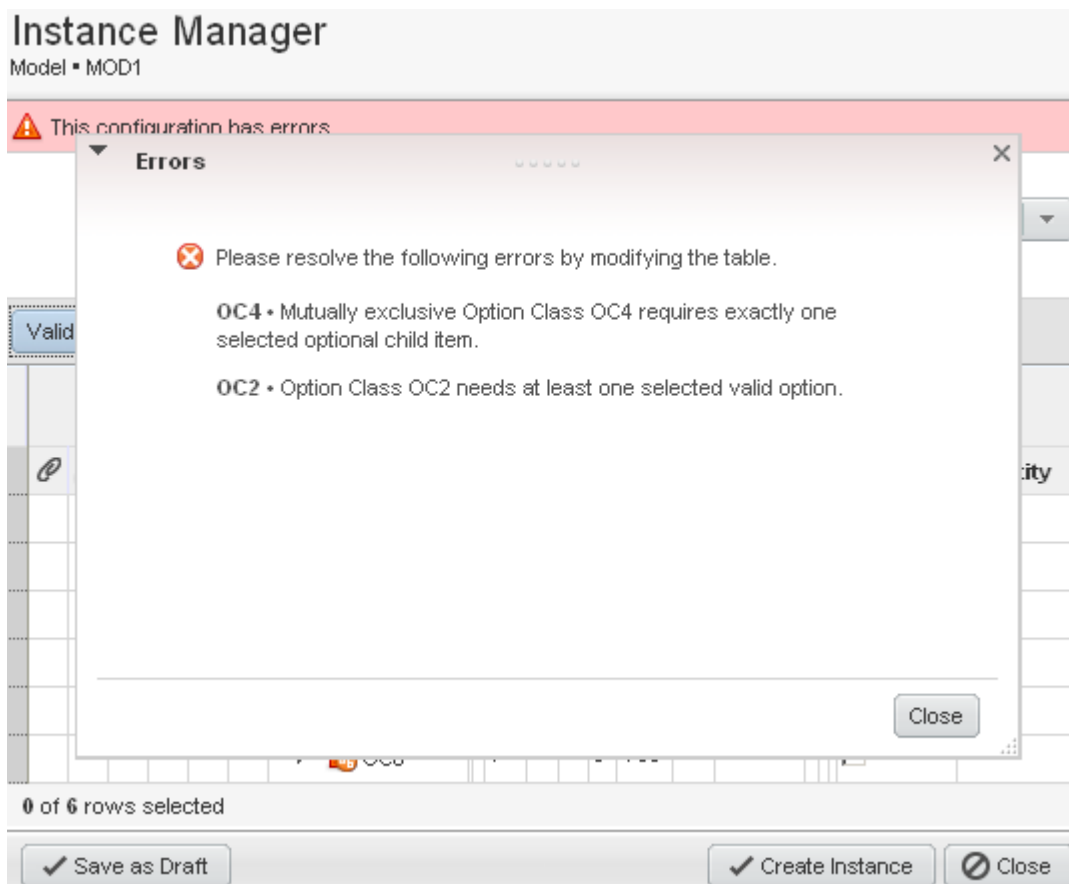 Instance Manager
Model ▪ MOD1
This configuration has errors
Errors
Please resolve the following errors by modifying the table.
OC4 • Mutually exclusive Option Class OC4 requires exactly one
selected optional child item.
Valid
OC2 • Option Class OC2 needs at least one selected valid option.
ity
Close
0 of 6 rows selected
Save as Draft
Create Instance
Close